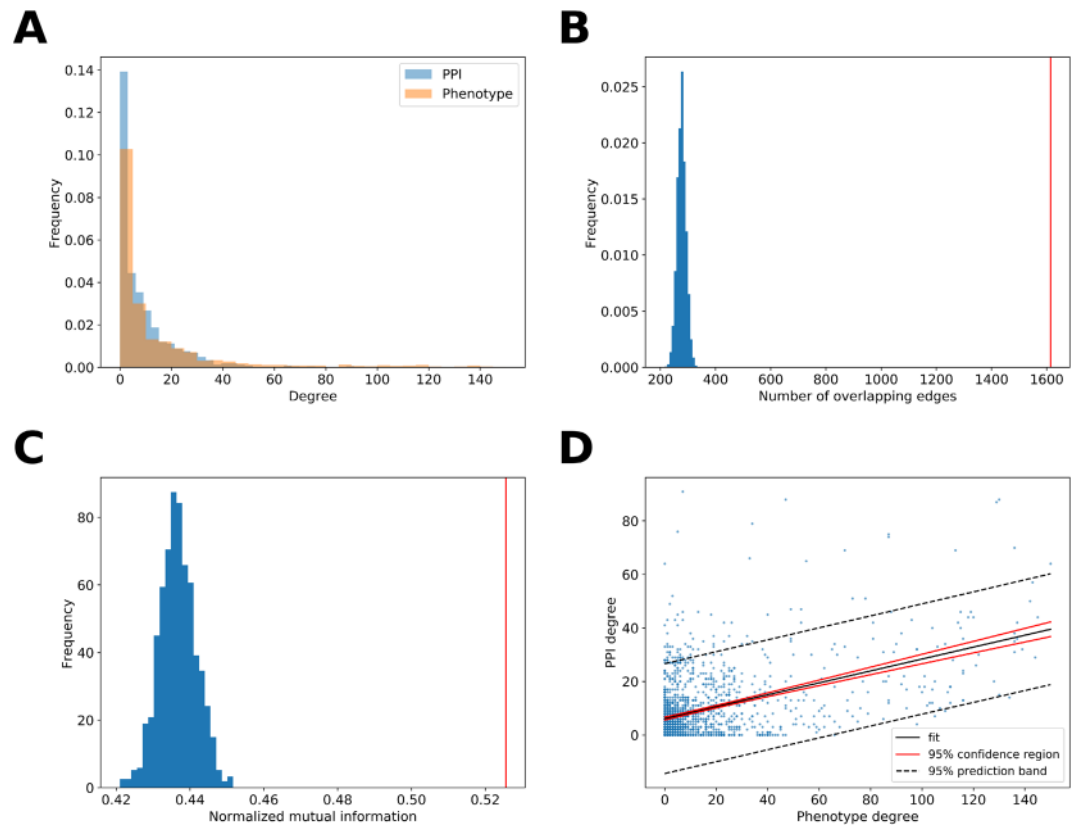 A
PPI
Phenotype
0.14
0.12
0.10
0.08
0.06
0.04
0.02
0.00
Frequency
0 20 40 60 80 100 120 140
Degree
B
0.025
0.020
0.015
0.010
0.005
0.000
Frequency
200 400 600 800 1000 1200 1400 1600
Number of overlapping edges
C
80
60
40
20
0
Frequency
0.42 0.44 0.46 0.48 0.50 0.52
Normalized mutual information
D
80
60
40
20
0
PPI degree
fit
95% confidence region
95% prediction band
0 20 40 60 80 100 120 140
Phenotype degree